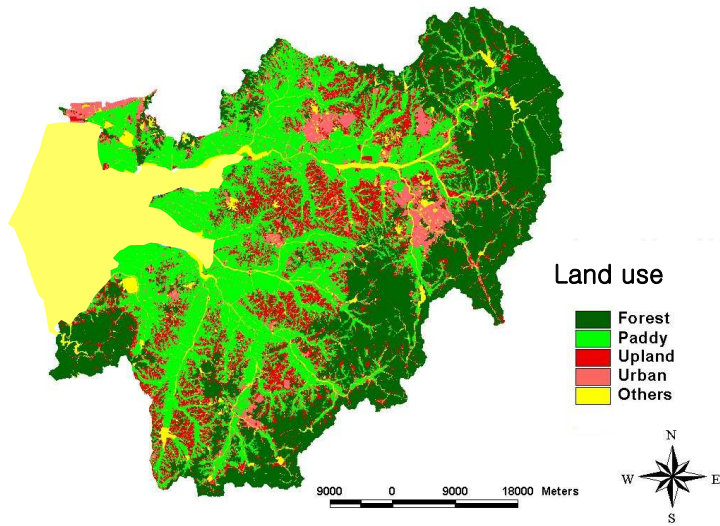 Land use
Forest
Paddy
Upland
Urban
Others
N
W E
S
9000 0 9000 18000 Meters